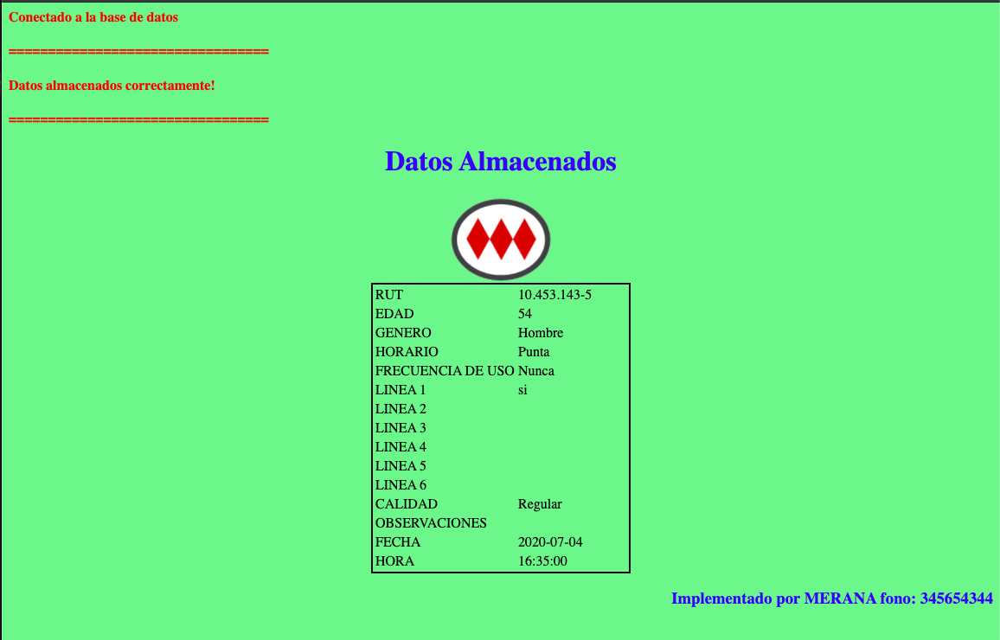 Conectado a la base de datos
=================================
Datos almacenados correctamente!
=================================
Datos Almacenados
RUT 10.453.143-5
EDAD 54
GENERO Hombre
HORARIO Punta
FRECUENCIA DE USO Nunca
LINEA 1 si
LINEA 2
LINEA 3
LINEA 4
LINEA 5
LINEA 6
CALIDAD Regular
OBSERVACIONES
FECHA 2020-07-04
HORA 16:35:00
Implementado por MERANA fono: 345654344